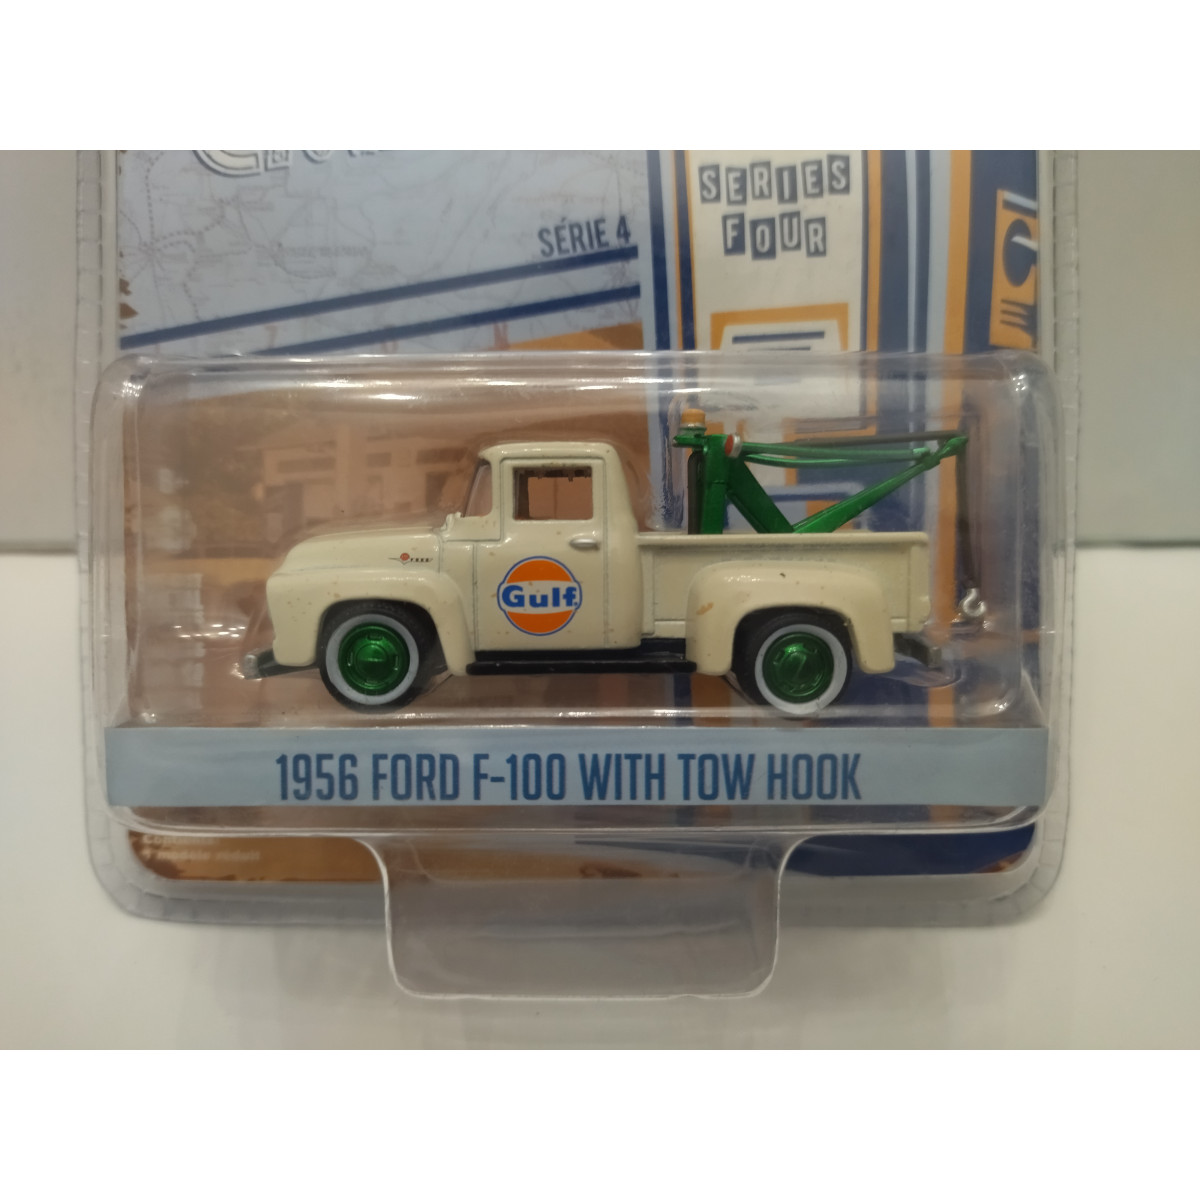 SÉRIE 4
SERIES
FOUR
Gulf
1956 FORD F-100 WITH TOW HOOK